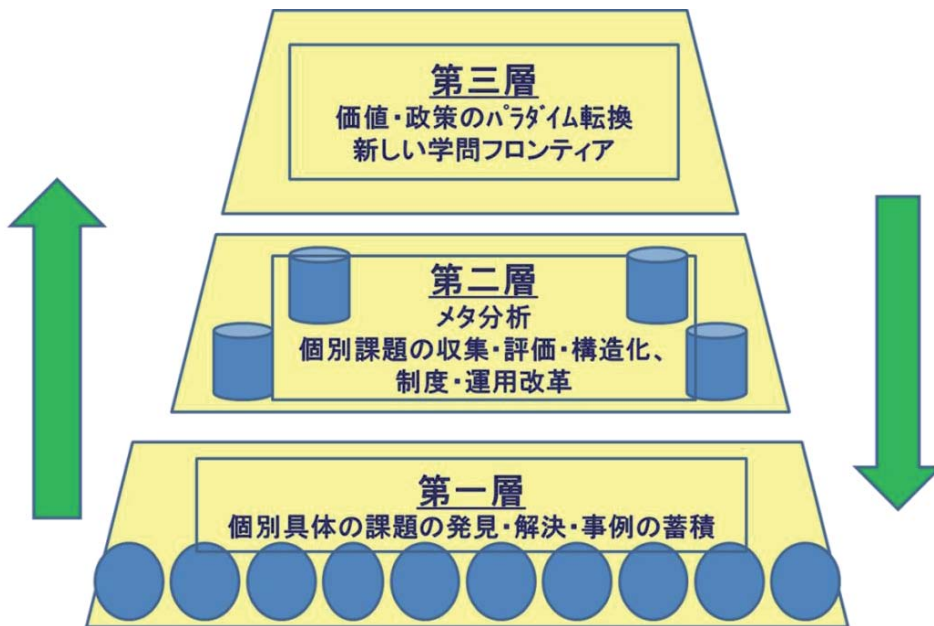 第三層
価値・政策のﾊﾟﾗﾀﾞｲﾑ転換
新しい学問フロンティア
第二層
メタ分析
個別課題の収集・評価・構造化、
制度・運用改革
第一層
個別具体の課題の発見・解決・事例の蓄積